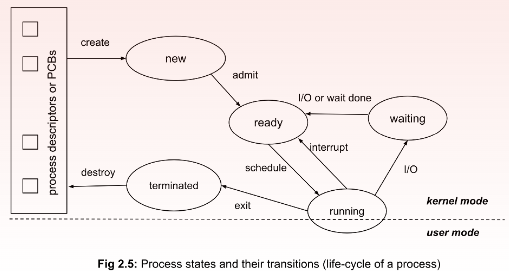 process descriptors or PCBs
create
new
admit
I/O or wait done
ready
waiting
interrupt
schedule
I/O
destroy
terminated
exit
running
kernel mode
user mode
Fig 2.5: Process states and their transitions (life-cycle of a process)